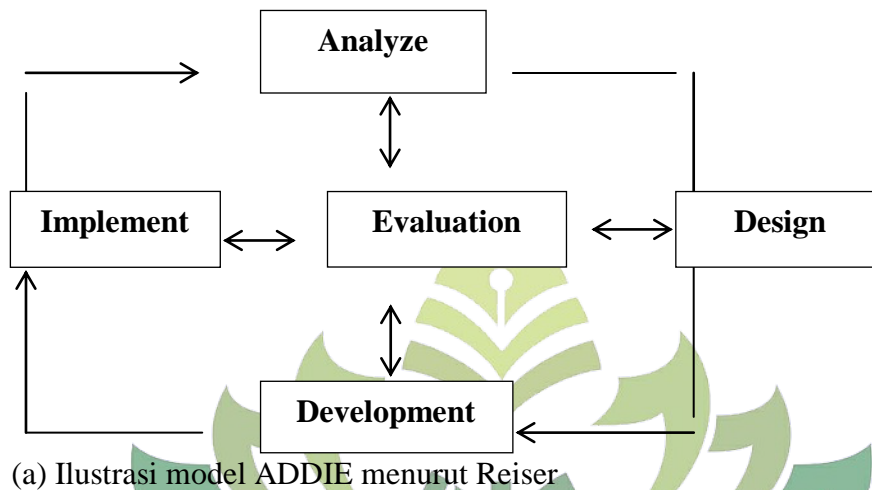 Analyze
Implement
Evaluation
Design
Development
(a) Ilustrasi model ADDIE menurut Reiser